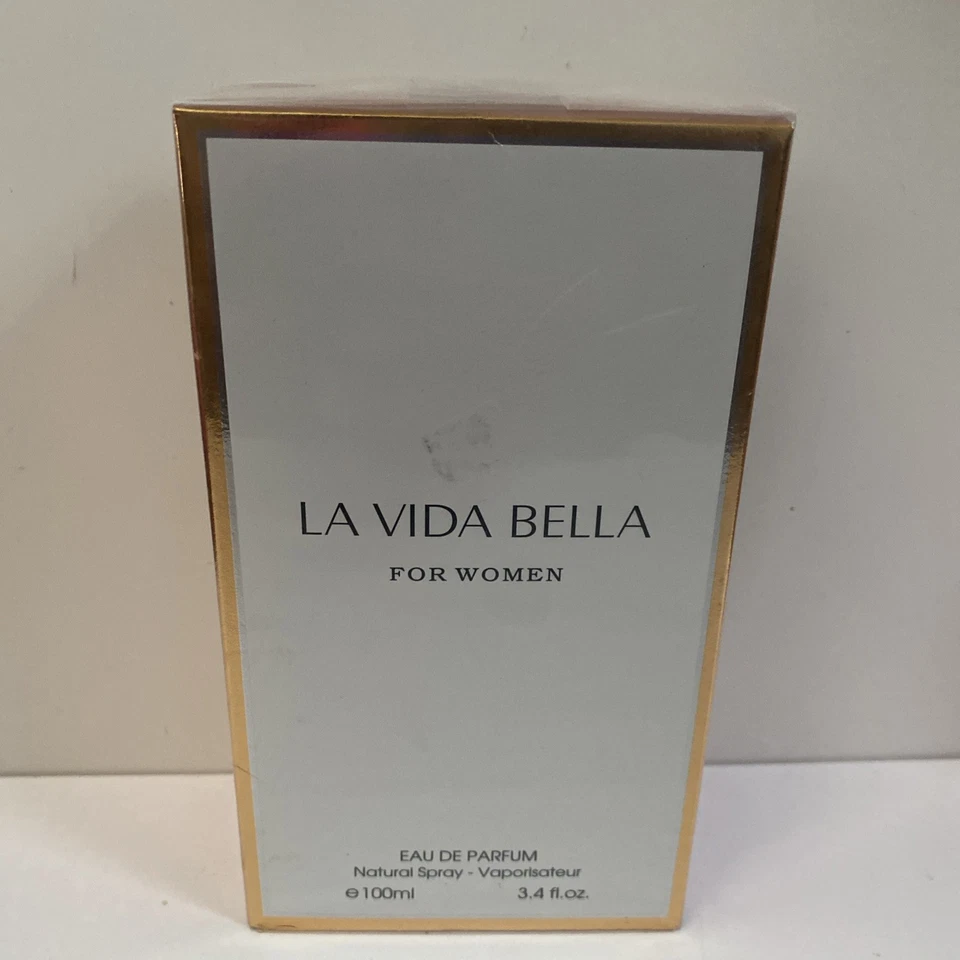 LA VIDA BELLA
FOR WOMEN
EAU DE PARFUM
Natural Spray - Vaporisateur
℮100ml 3.4 fl.oz.